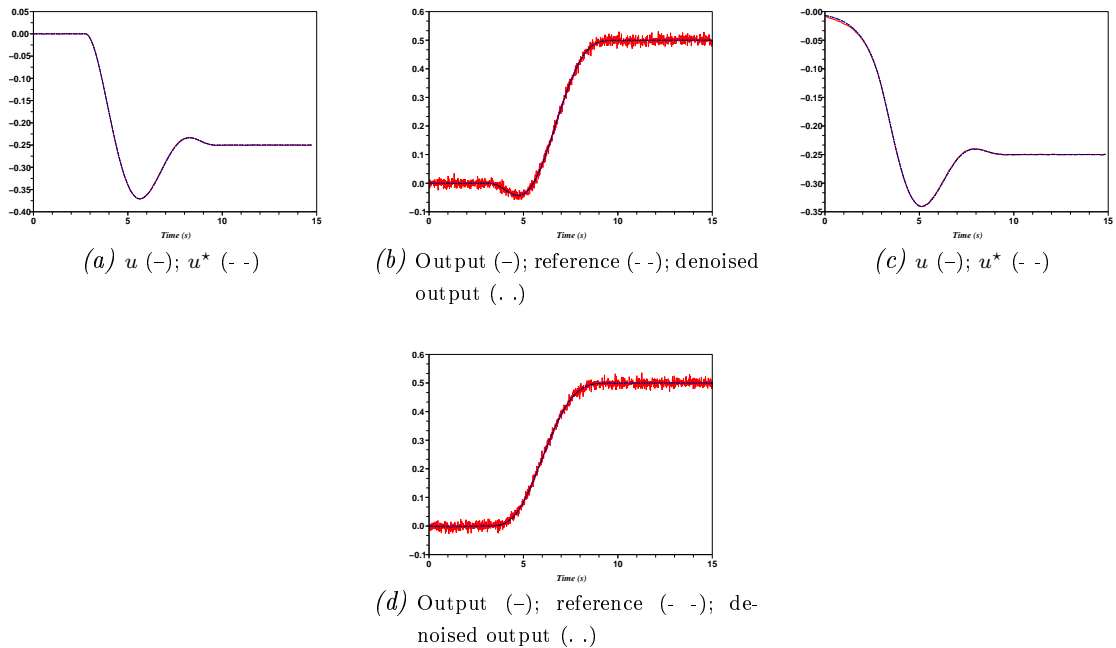 0.05
0.00
−0.05
−0.10
−0.15
−0.20
−0.25
−0.30
−0.35
−0.40
0 5 10 15
Time (s)
(a) u (–); u⋆ (- -)
0.6
0.5
0.4
0.3
0.2
0.1
0.0
−0.1
0 5 10 15
Time (s)
(b) Output (–); reference (- -); denoised
output (. .)
−0.00
−0.05
−0.10
−0.15
−0.20
−0.25
−0.30
−0.35
0 5 10 15
Time (s)
(c) u (–); u⋆ (- -)
0.6
0.5
0.4
0.3
0.2
0.1
0.0
−0.1
0 5 10 15
Time (s)
(d) Output (–); reference (- -); de-
noised output (. .)